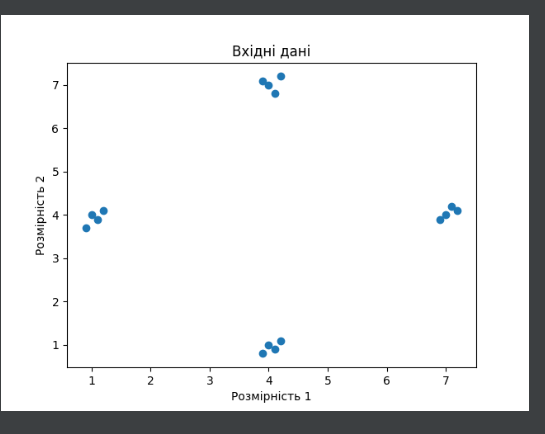 Вхідні дані
7
6
5
4
3
2
1
Розмірність 2
1 2 3 4 5 6 7
Розмірність 1